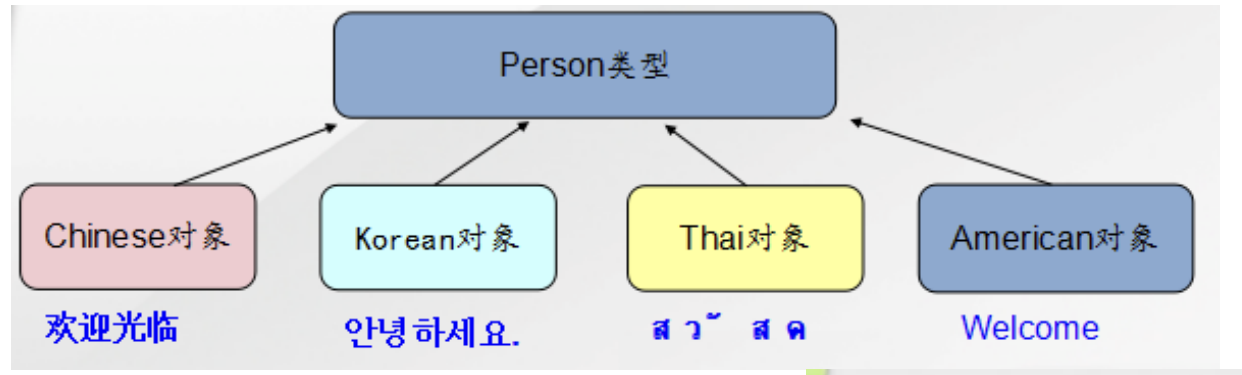 Person类型
Chinese对象
Korean对象
Thai对象
American对象
欢迎光临
안녕하세요.
ส ว ั ส ค
Welcome